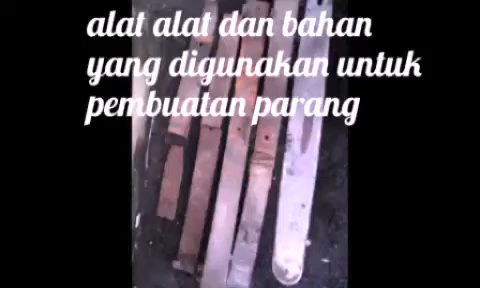 alat alat dan bahan
yang digunakan untuk
pembuatan parang